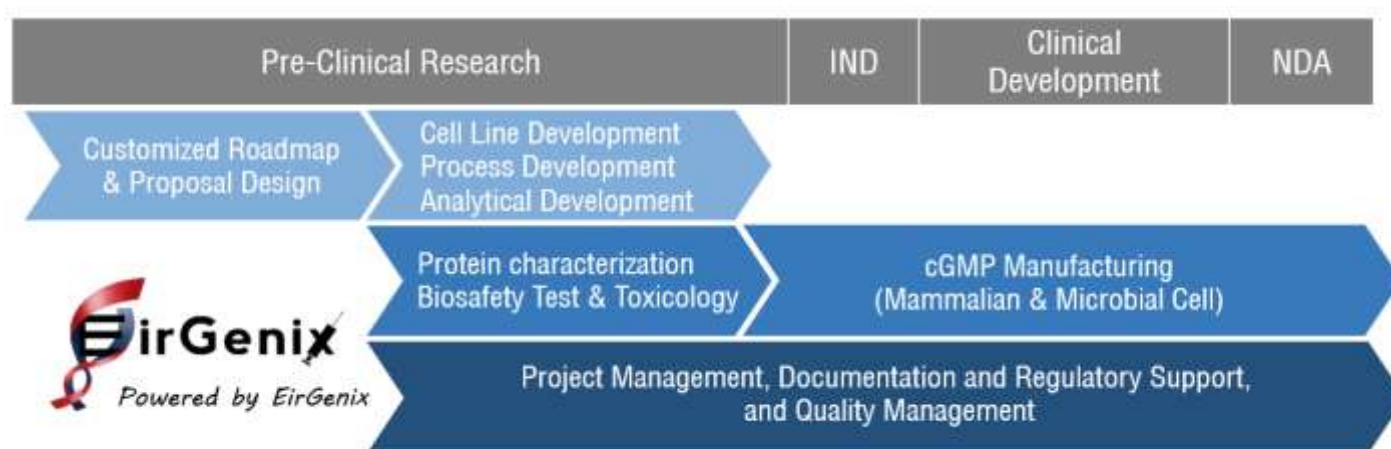 Pre-Clinical Research
IND
Clinical
Development
NDA
Customized Roadmap
& Proposal Design
Cell Line Development
Process Development
Analytical Development
Protein characterization
Biosafety Test & Toxicology
cGMP Manufacturing
(Mammalian & Microbial Cell)
EirGenix
Powered by EirGenix
Project Management, Documentation and Regulatory Support,
and Quality Management